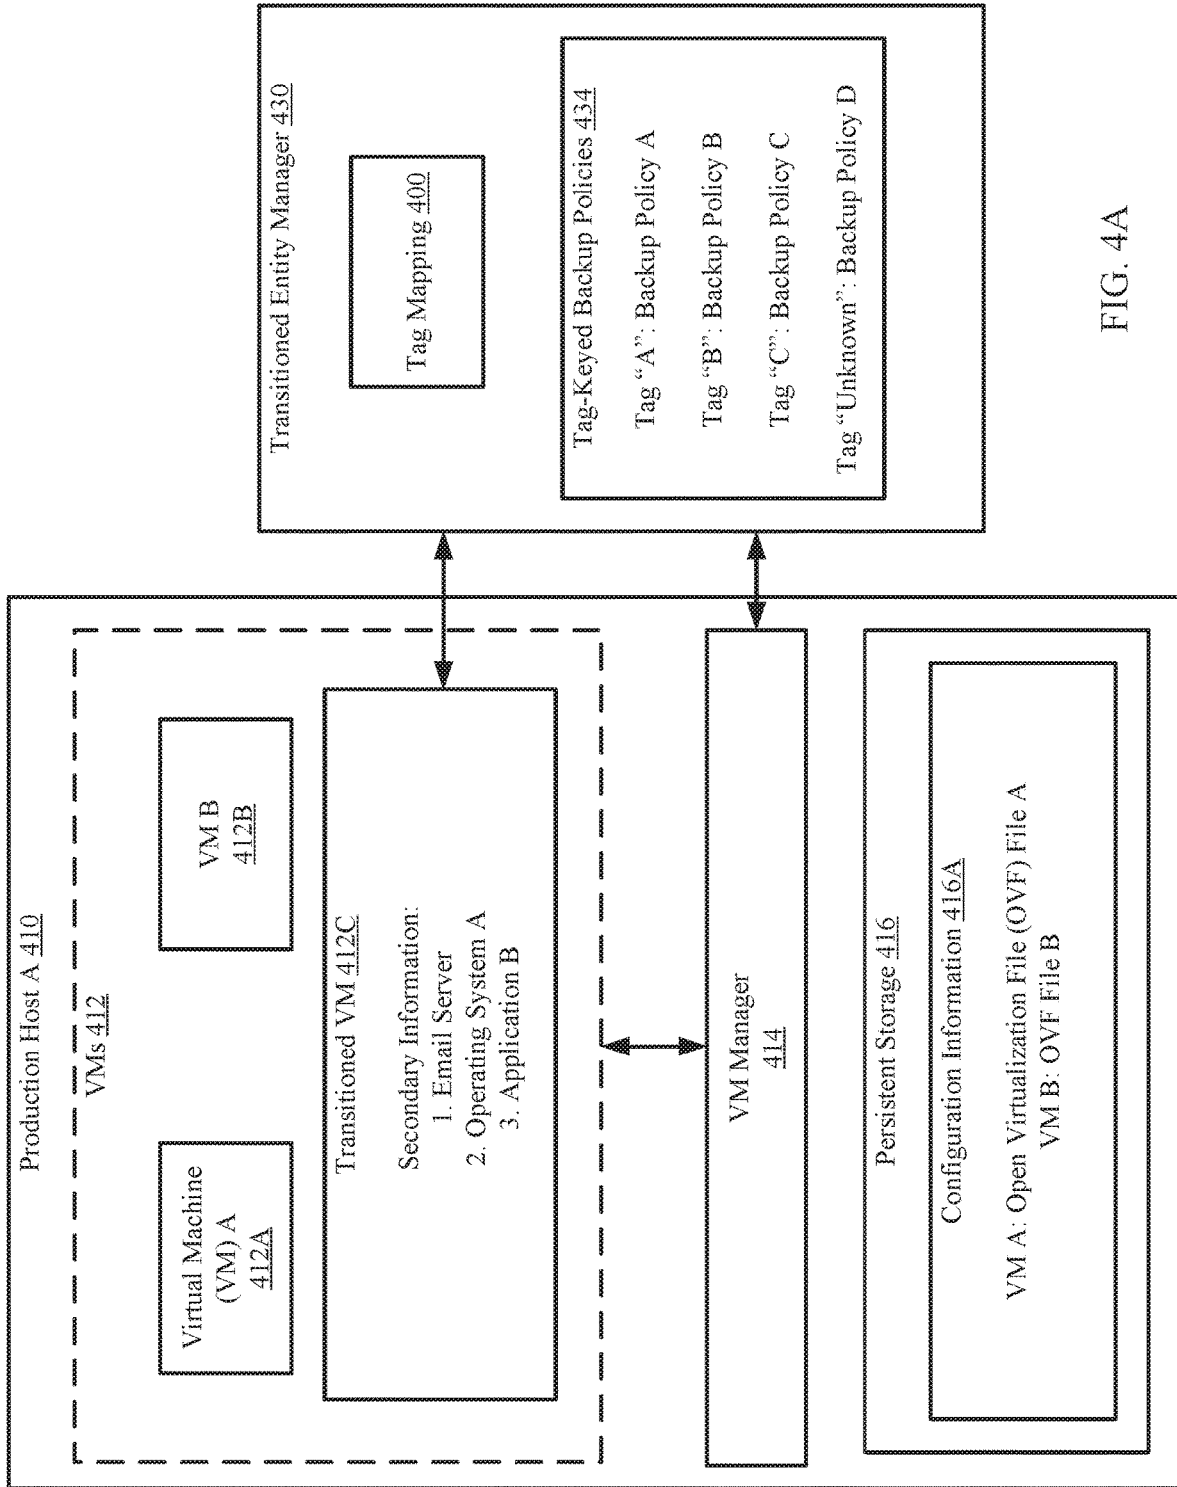 Production Host A 410
VMs 412
Virtual Machine
(VM) A
412A
VM B
412B
Transitioned VM 412C
Secondary Information:
1. Email Server
2. Operating System A
3. Application B
VM Manager
414
Persistent Storage 416
Configuration Information 416A
VM A: Open Virtualization File (OVF) File A
VM B: OVF File B
Transitioned Entity Manager 430
Tag Mapping 400
Tag-Keyed Backup Policies 434
Tag “A”: Backup Policy A
Tag “B”: Backup Policy B
Tag “C”: Backup Policy C
Tag “Unknown”: Backup Policy D
FIG. 4A